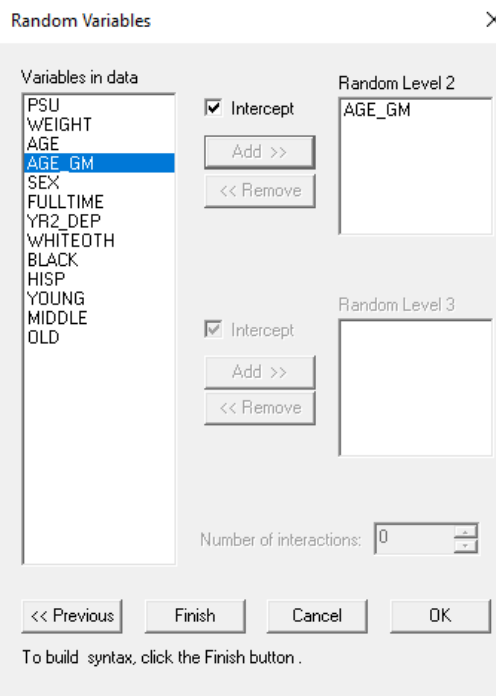 Random Variables
Variables in data
PSU
WEIGHT
AGE
AGE_GM
SEX
FULLTIME
YR2_DEP
WHITEOTH
BLACK
HISP
YOUNG
MIDDLE
OLD
Intercept
Add >>
<< Remove
Random Level 2
AGE_GM
Intercept
Add >>
<< Remove
Random Level 3
Number of interactions: 0
<< Previous Finish Cancel OK
To build syntax, click the Finish button .